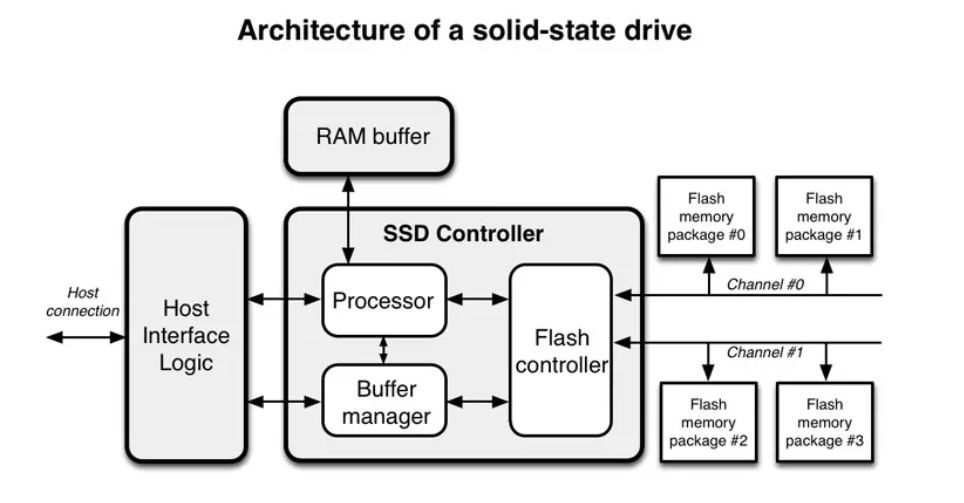 Architecture of a solid-state drive
RAM buffer
SSD Controller
Host
connection
Host
Interface
Logic
Processor
Buffer
manager
Flash
controller
Flash
memory
package #0
Flash
memory
package #1
Channel #0
Channel #1
Flash
memory
package #2
Flash
memory
package #3